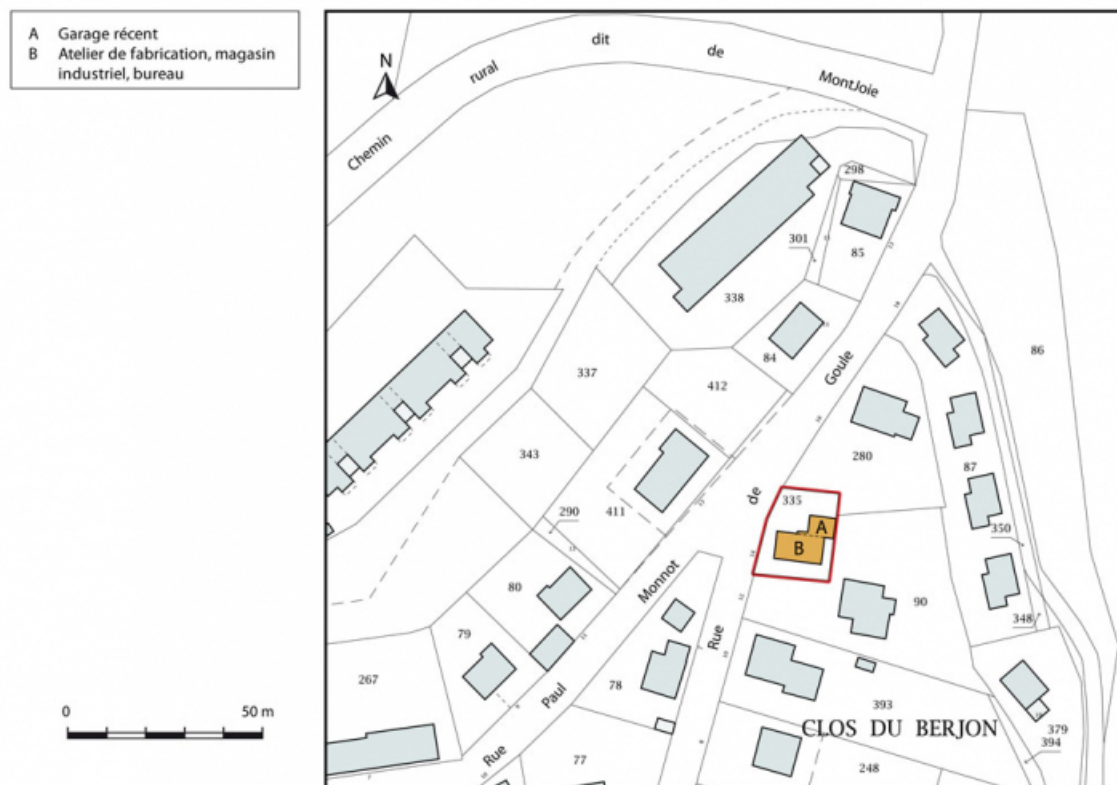 A Garage récent
B Atelier de fabrication, magasin
industriel, bureau
N
Chemin rural dit de MontJoie
298
301
85
338
84
86
337
412
Rue de Goule
343
280
87
335
290
411
A
350
B
80
90
348
Rue Paul Monnot
79
267
78
0 50 m
393
379
CLOS DU BERJON
394
77
248